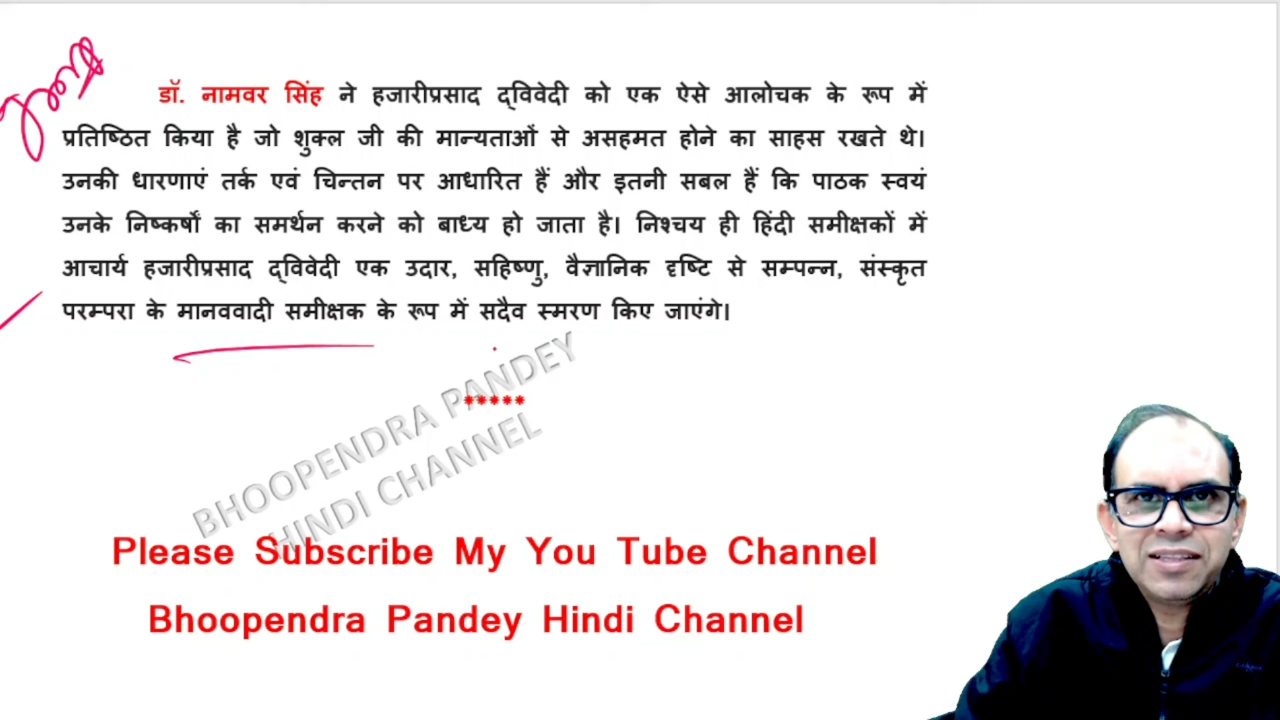 डॉ. नामवर सिंह ने हजारीप्रसाद द्विवेदी को एक ऐसे आलोचक के रूप में
प्रतिष्ठित किया है जो शुक्ल जी की मान्यताओं से असहमत होने का साहस रखते थे।
उनकी धारणाएं तर्क एवं चिन्तन पर आधारित हैं और इतनी सबल हैं कि पाठक स्वयं
उनके निष्कर्षों का समर्थन करने को बाध्य हो जाता है। निश्चय ही हिंदी समीक्षकों में
आचार्य हजारीप्रसाद द्विवेदी एक उदार, सहिष्णु, वैज्ञानिक दृष्टि से सम्पन्न, संस्कृत
परम्परा के मानववादी समीक्षक के रूप में सदैव स्मरण किए जाएंगे।
*****
BHOOPENDRA PANDEY
HINDI CHANNEL
Please Subscribe My You Tube Channel
Bhoopendra Pandey Hindi Channel